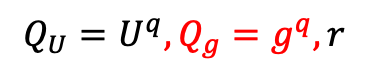 Q_U = U^q, Q_g = g^q, r